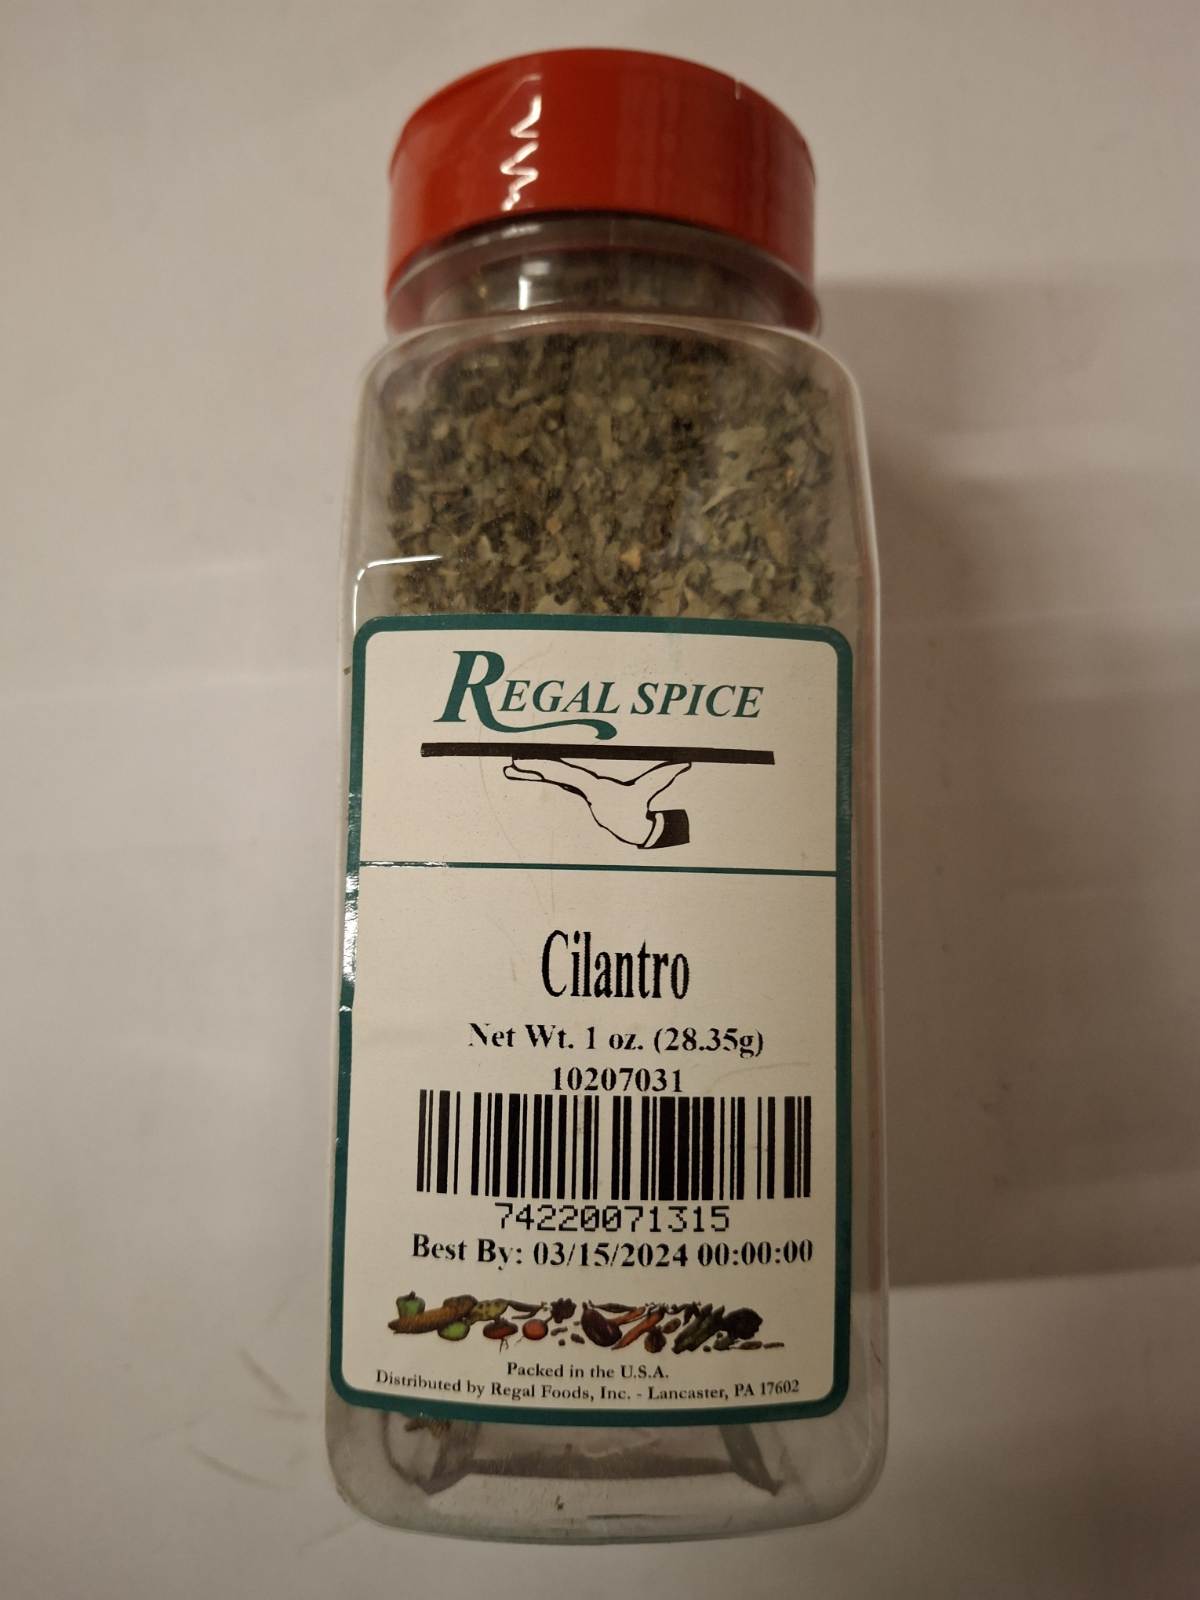 REGAL SPICE
Cilantro
Net Wt. 1 oz. (28.35g)
10207031
74220071315
Best By: 03/15/2024 00:00:00
Packed in the U.S.A.
Distributed by Regal Foods, Inc. - Lancaster, PA 17602